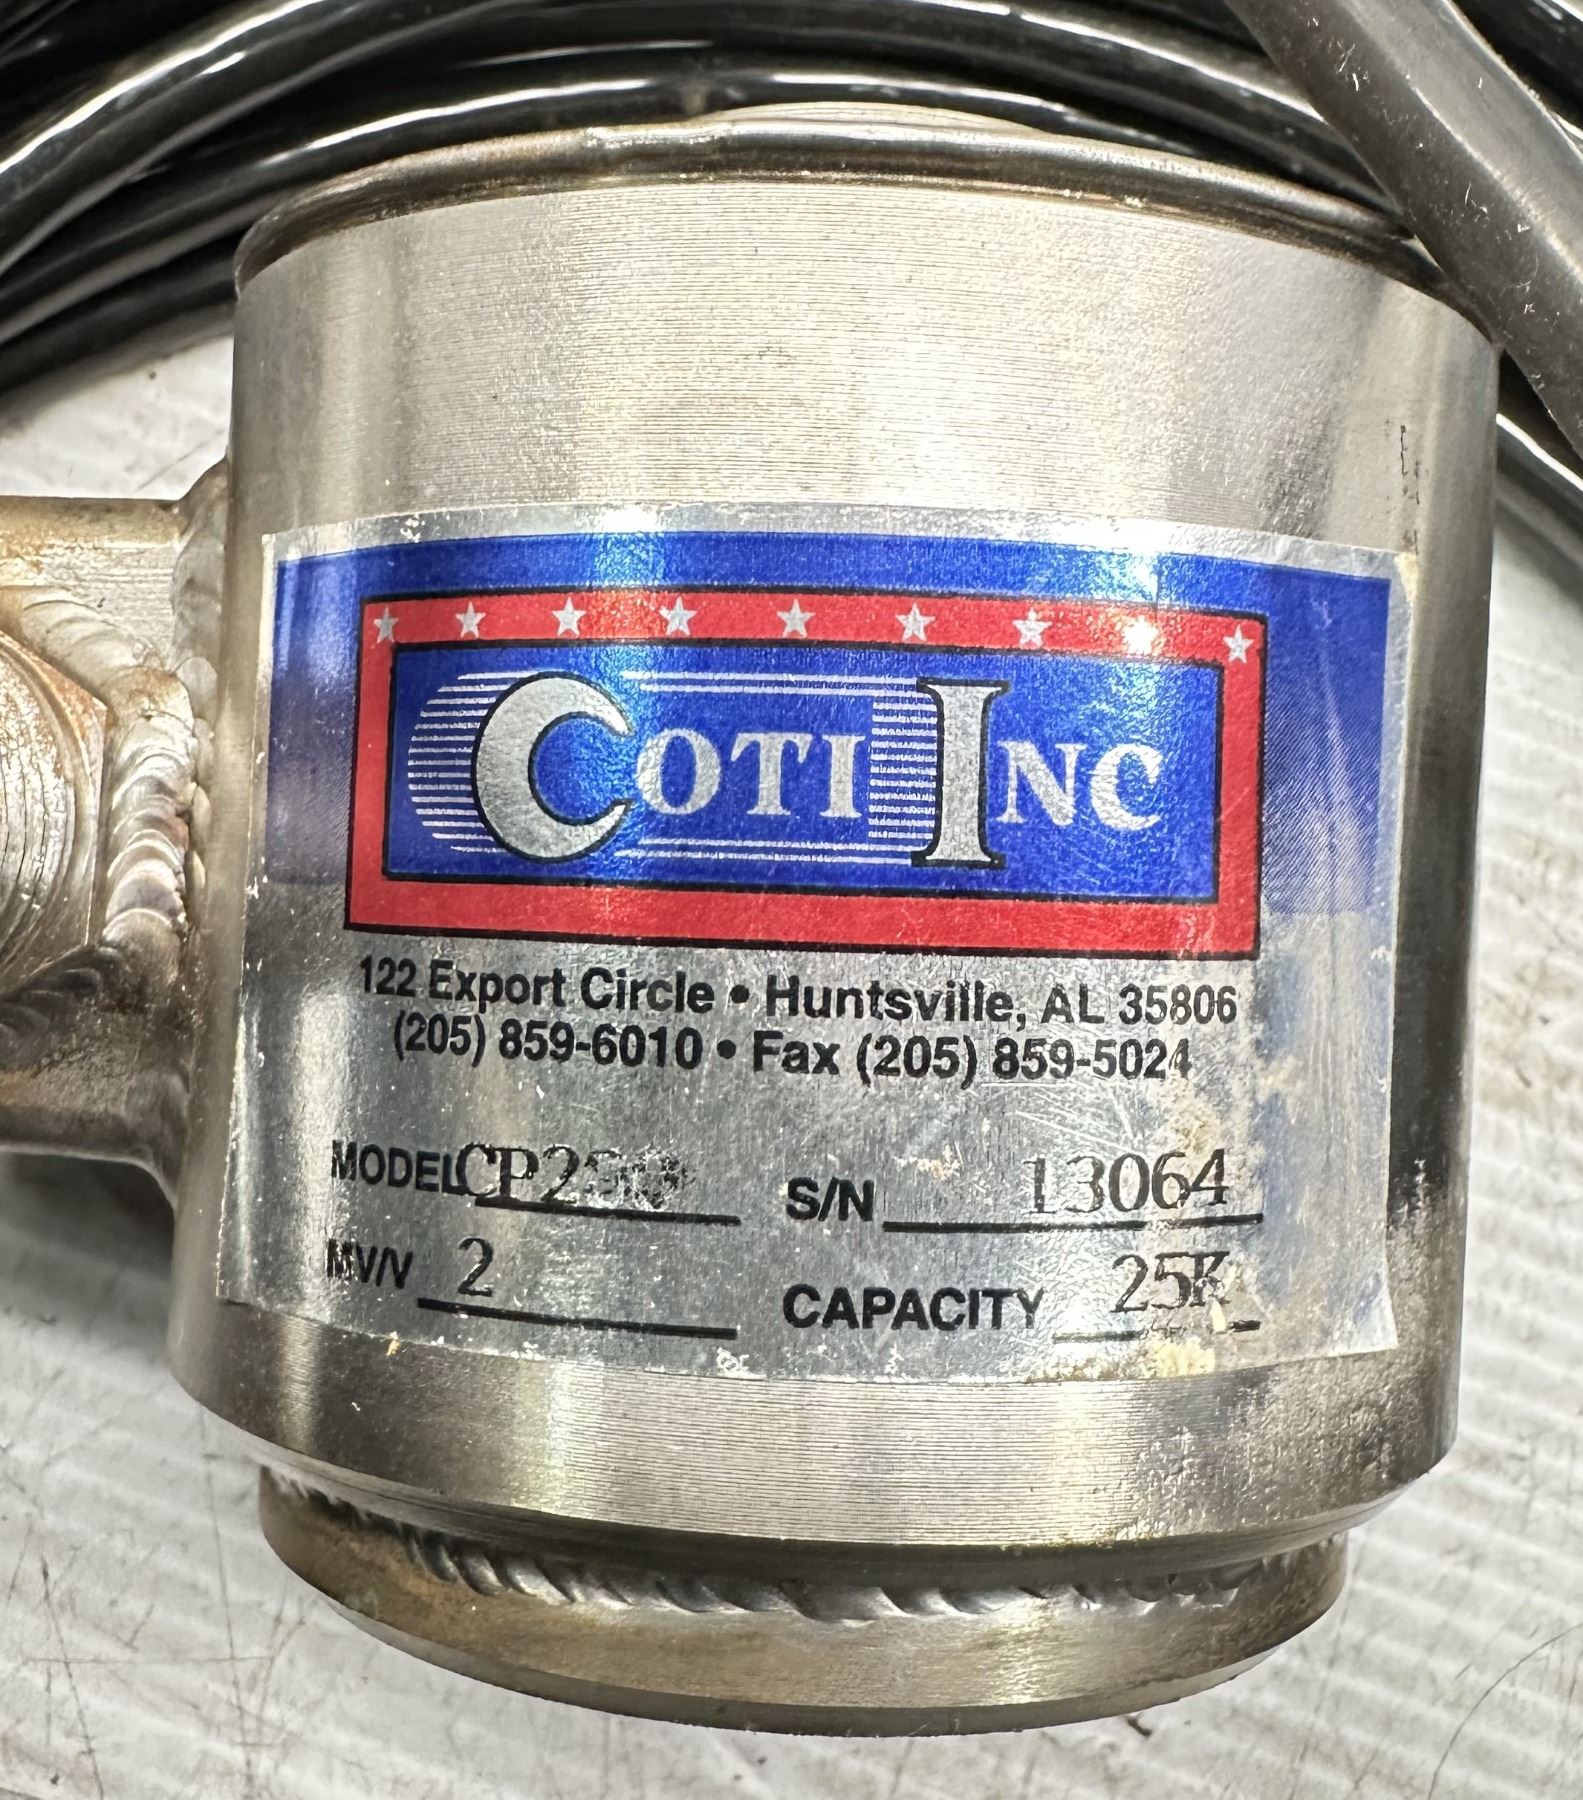 COTI INC
122 Export Circle • Huntsville, AL 35806
(205) 859-6010 • Fax (205) 859-5024
MODEL S/N 13064
MV/V 2 CAPACITY 25K